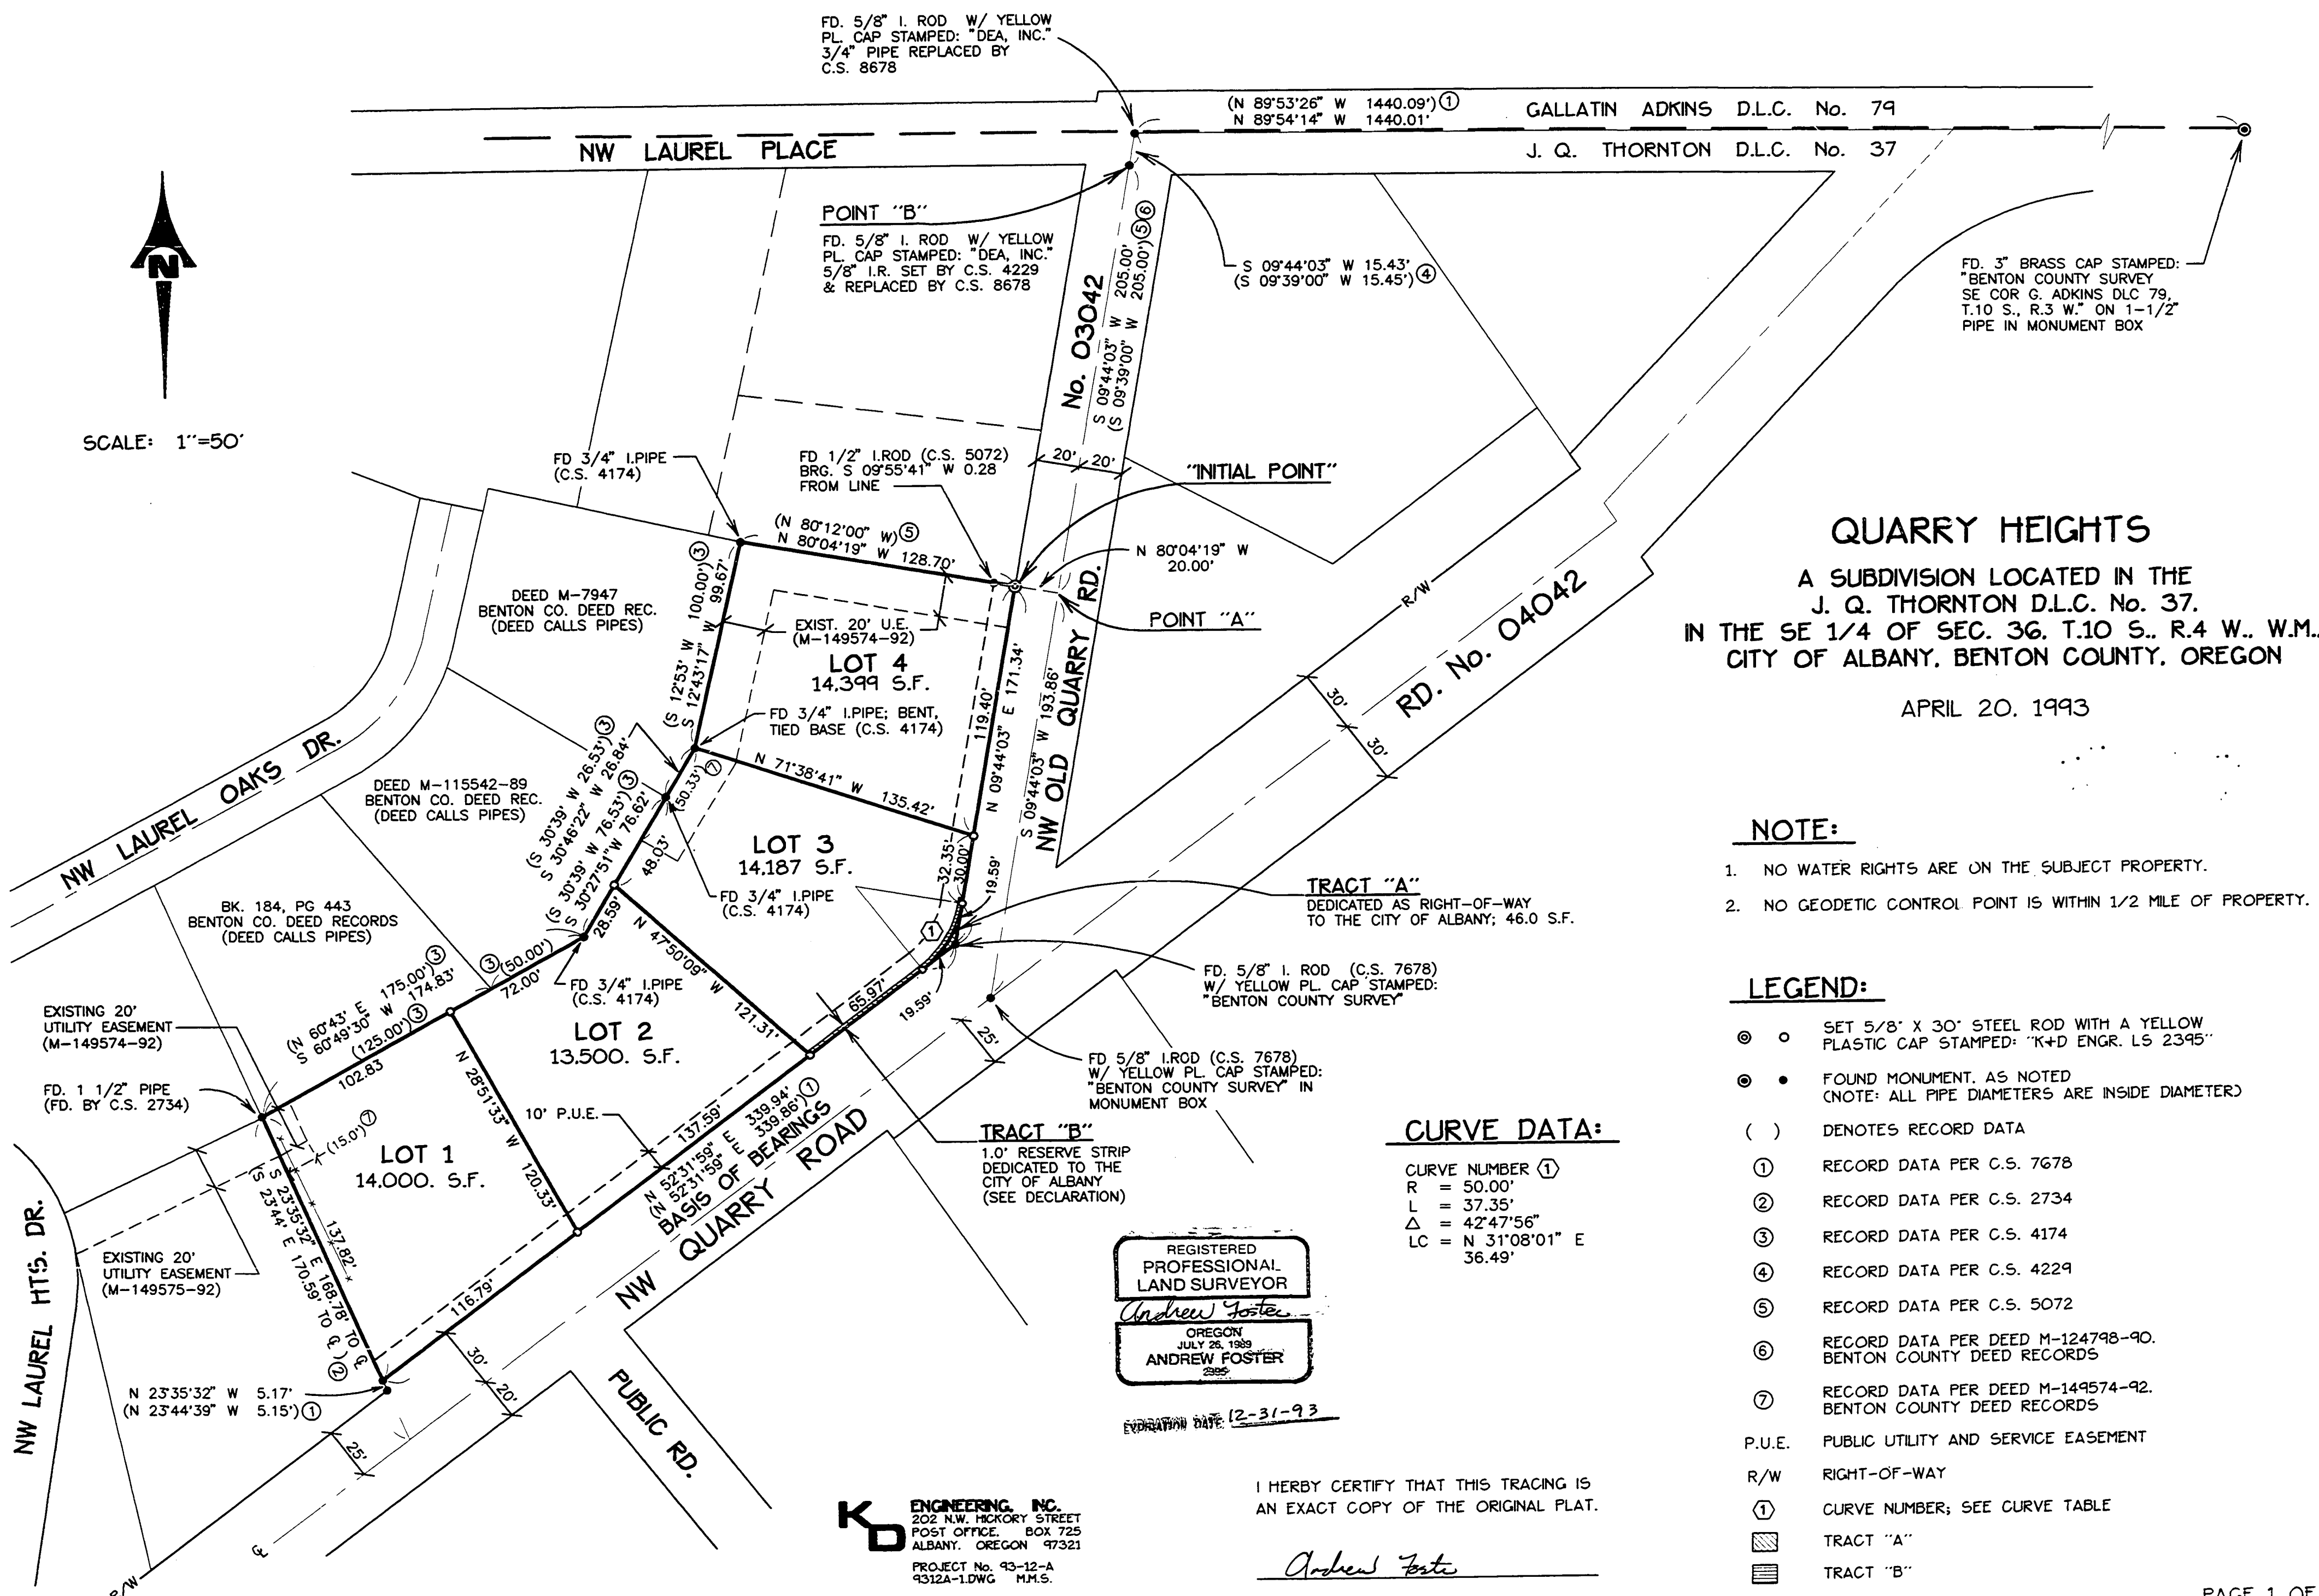 FD. 5/8" I. ROD W/ YELLOW
PL. CAP STAMPED: "DEA, INC."
3/4" PIPE REPLACED BY
C.S. 8678
(N 89°53'26" W 1440.09') ①
N 89°54'14" W 1440.01'
GALLATIN ADKINS D.L.C. No. 79
J. Q. THORNTON D.L.C. No. 37
NW LAUREL PLACE
N
SCALE: 1"=50'
POINT "B"
FD. 5/8" I. ROD W/ YELLOW
PL. CAP STAMPED: "DEA, INC."
5/8" I.R. SET BY C.S. 4229
& REPLACED BY C.S. 8678
S 09°44'03" W 15.43'
(S 09°39'00" W 15.45') ④
No. 03042
S 09°44'03" W 205.00'
(S 09°39'00" W 205.00') ⑤⑥
FD. 3" BRASS CAP STAMPED:
"BENTON COUNTY SURVEY
SE COR G. ADKINS DLC 79,
T.10 S., R.3 W." ON 1-1/2"
PIPE IN MONUMENT BOX
FD 3/4" I.PIPE
(C.S. 4174)
FD 1/2" I.ROD (C.S. 5072)
BRG. S 09°55'41" W 0.28
FROM LINE
20' 20'
"INITIAL POINT"
(N 80°12'00" W) ⑤
N 80°04'19" W 128.70'
N 80°04'19" W
20.00'
POINT "A"
(S 12°53' W 100.00') ③
S 12°43'17" W 99.67'
DEED M-7947
BENTON CO. DEED REC.
(DEED CALLS PIPES)
EXIST. 20' U.E.
(M-149574-92)
LOT 4
14,399 S.F.
FD 3/4" I.PIPE; BENT,
TIED BASE (C.S. 4174)
119.40'
N 09°44'03" E 171.34'
S 09°44'03" W 193.86'
NW OLD QUARRY RD.
R/W
RD. No. 04042
30'
30'
QUARRY HEIGHTS
A SUBDIVISION LOCATED IN THE
J. Q. THORNTON D.L.C. No. 37.
IN THE SE 1/4 OF SEC. 36. T.10 S.. R.4 W.. W.M..
CITY OF ALBANY. BENTON COUNTY. OREGON
APRIL 20. 1993
NW LAUREL OAKS DR.
DEED M-115542-89
BENTON CO. DEED REC.
(DEED CALLS PIPES)
(S 30°39' W 26.53') ③
S 30°46'22" W 26.84'
(S 30°39' W 76.53') ③
S 30°27'51" W 76.62'
(50.33') ⑦
48.03'
28.59'
N 71°38'41" W 135.42'
LOT 3
14,187 S.F.
FD 3/4" I.PIPE
(C.S. 4174)
32.35'
30.00'
19.59'
①
TRACT "A"
DEDICATED AS RIGHT-OF-WAY
TO THE CITY OF ALBANY; 46.0 S.F.
NOTE:
1. NO WATER RIGHTS ARE ON THE SUBJECT PROPERTY.
2. NO GEODETIC CONTROL POINT IS WITHIN 1/2 MILE OF PROPERTY.
BK. 184, PG 443
BENTON CO. DEED RECORDS
(DEED CALLS PIPES)
(N 60°43' E 175.00') ③
S 60°49'30" W 174.83'
(125.00') ③
102.83
③ (50.00')
72.00'
FD 3/4" I.PIPE
(C.S. 4174)
N 47°50'09" W 121.31'
LOT 2
13,500. S.F.
65.97'
19.59'
25'
FD. 5/8" I. ROD (C.S. 7678)
W/ YELLOW PL. CAP STAMPED:
"BENTON COUNTY SURVEY"
FD 5/8" I.ROD (C.S. 7678)
W/ YELLOW PL. CAP STAMPED:
"BENTON COUNTY SURVEY" IN
MONUMENT BOX
EXISTING 20'
UTILITY EASEMENT
(M-149574-92)
FD. 1 1/2" PIPE
(FD. BY C.S. 2734)
(15.0') ⑦
LOT 1
14,000. S.F.
N 28°51'33" W 120.33'
10' P.U.E.
137.59'
N 52°31'59" E 339.94'
(N 52°31'59" E 339.86') ①
BASIS OF BEARINGS
NW QUARRY ROAD
TRACT "B"
1.0' RESERVE STRIP
DEDICATED TO THE
CITY OF ALBANY
(SEE DECLARATION)
137.82'
S 23°35'32" E 168.78' TO ℄
(S 23°44' E 170.59' TO ℄) ②
EXISTING 20'
UTILITY EASEMENT
(M-149575-92)
NW LAUREL HTS. DR.
116.79'
N 23°35'32" W 5.17'
(N 23°44'39" W 5.15') ①
30'
20'
25'
PUBLIC RD.
℄
R/W
CURVE DATA:
CURVE NUMBER ①
R = 50.00'
L = 37.35'
Δ = 42°47'56"
LC = N 31°08'01" E
36.49'
REGISTERED
PROFESSIONAL
LAND SURVEYOR
Andrew Foster
OREGON
JULY 26, 1989
ANDREW FOSTER
2395
EXPIRATION DATE: 12-31-93
KD
ENGINEERING, INC.
202 N.W. HICKORY STREET
POST OFFICE. BOX 725
ALBANY. OREGON 97321
PROJECT No. 93-12-A
9312A-1.DWG M.M.S.
I HERBY CERTIFY THAT THIS TRACING IS
AN EXACT COPY OF THE ORIGINAL PLAT.
Andrew Foste
LEGEND:
SET 5/8" X 30" STEEL ROD WITH A YELLOW
PLASTIC CAP STAMPED: "K+D ENGR. LS 2395"
FOUND MONUMENT. AS NOTED
(NOTE: ALL PIPE DIAMETERS ARE INSIDE DIAMETER)
( ) DENOTES RECORD DATA
① RECORD DATA PER C.S. 7678
② RECORD DATA PER C.S. 2734
③ RECORD DATA PER C.S. 4174
④ RECORD DATA PER C.S. 4229
⑤ RECORD DATA PER C.S. 5072
⑥ RECORD DATA PER DEED M-124798-90.
BENTON COUNTY DEED RECORDS
⑦ RECORD DATA PER DEED M-149574-92.
BENTON COUNTY DEED RECORDS
P.U.E. PUBLIC UTILITY AND SERVICE EASEMENT
R/W RIGHT-OF-WAY
① CURVE NUMBER; SEE CURVE TABLE
TRACT "A"
TRACT "B"
PAGE 1 OF